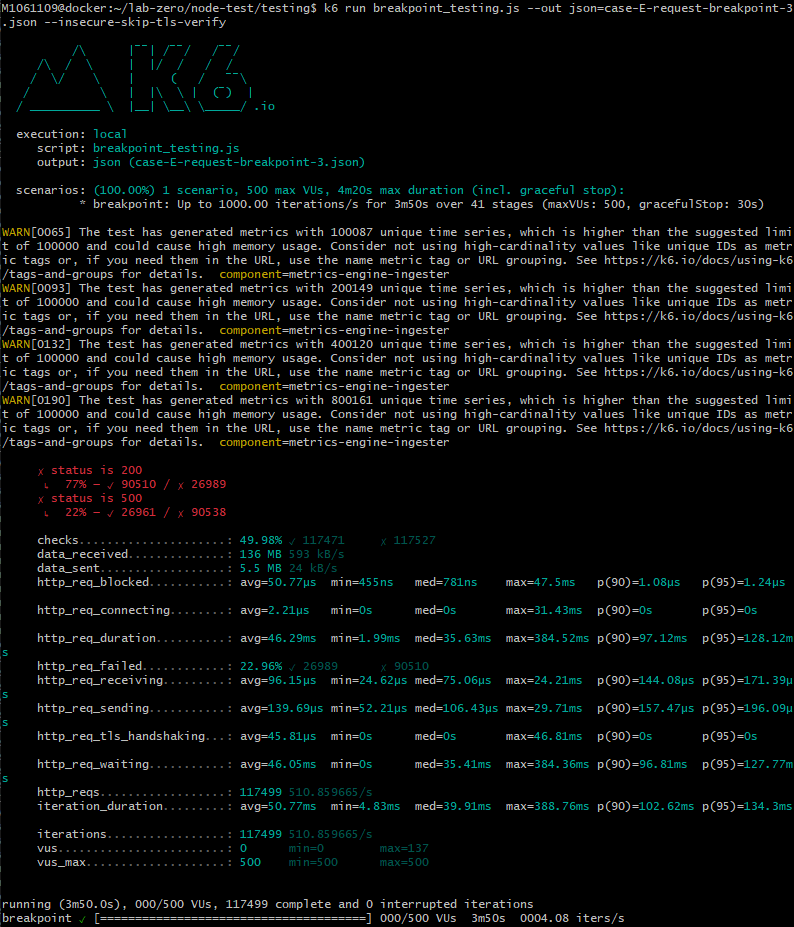 M1061109@docker:~/lab-zero/node-test/testing$ k6 run breakpoint_testing.js --out json=case-E-request-breakpoint-3
.json --insecure-skip-tls-verify
K6
.io
execution: local
script: breakpoint_testing.js
output: json (case-E-request-breakpoint-3.json)
scenarios: (100.00%) 1 scenario, 500 max VUs, 4m20s max duration (incl. graceful stop):
* breakpoint: Up to 1000.00 iterations/s for 3m50s over 41 stages (maxVUs: 500, gracefulStop: 30s)
WARN[0065] The test has generated metrics with 100087 unique time series, which is higher than the suggested limi
t of 100000 and could cause high memory usage. Consider not using high-cardinality values like unique IDs as metr
ic tags or, if you need them in the URL, use the name metric tag or URL grouping. See https://k6.io/docs/using-k6
/tags-and-groups for details.  component=metrics-engine-ingester
WARN[0093] The test has generated metrics with 200149 unique time series, which is higher than the suggested limi
t of 100000 and could cause high memory usage. Consider not using high-cardinality values like unique IDs as metr
ic tags or, if you need them in the URL, use the name metric tag or URL grouping. See https://k6.io/docs/using-k6
/tags-and-groups for details.  component=metrics-engine-ingester
WARN[0132] The test has generated metrics with 400120 unique time series, which is higher than the suggested limi
t of 100000 and could cause high memory usage. Consider not using high-cardinality values like unique IDs as metr
ic tags or, if you need them in the URL, use the name metric tag or URL grouping. See https://k6.io/docs/using-k6
/tags-and-groups for details.  component=metrics-engine-ingester
WARN[0190] The test has generated metrics with 800161 unique time series, which is higher than the suggested limi
t of 100000 and could cause high memory usage. Consider not using high-cardinality values like unique IDs as metr
ic tags or, if you need them in the URL, use the name metric tag or URL grouping. See https://k6.io/docs/using-k6
/tags-and-groups for details.  component=metrics-engine-ingester
✗ status is 200
↳  77% — ✓ 90510 / ✗ 26989
✗ status is 500
↳  22% — ✓ 26961 / ✗ 90538
checks.........................: 49.98% ✓ 117471      ✗ 117527
data_received..................: 136 MB 593 kB/s
data_sent......................: 5.5 MB 24 kB/s
http_req_blocked...............: avg=50.77µs  min=455ns   med=781ns    max=47.5ms   p(90)=1.08µs   p(95)=1.24µs
http_req_connecting............: avg=2.21µs   min=0s      med=0s       max=31.43ms  p(90)=0s       p(95)=0s
http_req_duration..............: avg=46.29ms  min=1.99ms  med=35.63ms  max=384.52ms p(90)=97.12ms  p(95)=128.12m
s
http_req_failed................: 22.96% ✓ 26989       ✗ 90510
http_req_receiving.............: avg=96.15µs  min=24.62µs med=75.06µs  max=24.21ms  p(90)=144.08µs p(95)=171.39µ
s
http_req_sending...............: avg=139.69µs min=52.21µs med=106.43µs max=29.71ms  p(90)=157.47µs p(95)=196.09µ
s
http_req_tls_handshaking.......: avg=45.81µs  min=0s      med=0s       max=46.81ms  p(90)=0s       p(95)=0s
http_req_waiting...............: avg=46.05ms  min=0s      med=35.41ms  max=384.36ms p(90)=96.81ms  p(95)=127.77m
s
http_reqs......................: 117499 510.859665/s
iteration_duration.............: avg=50.77ms  min=4.83ms  med=39.91ms  max=388.76ms p(90)=102.62ms p(95)=134.3ms
iterations.....................: 117499 510.859665/s
vus............................: 0      min=0         max=137
vus_max........................: 500    min=500       max=500
running (3m50.0s), 000/500 VUs, 117499 complete and 0 interrupted iterations
breakpoint ✓ [======================================] 000/500 VUs  3m50s  0004.08 iters/s